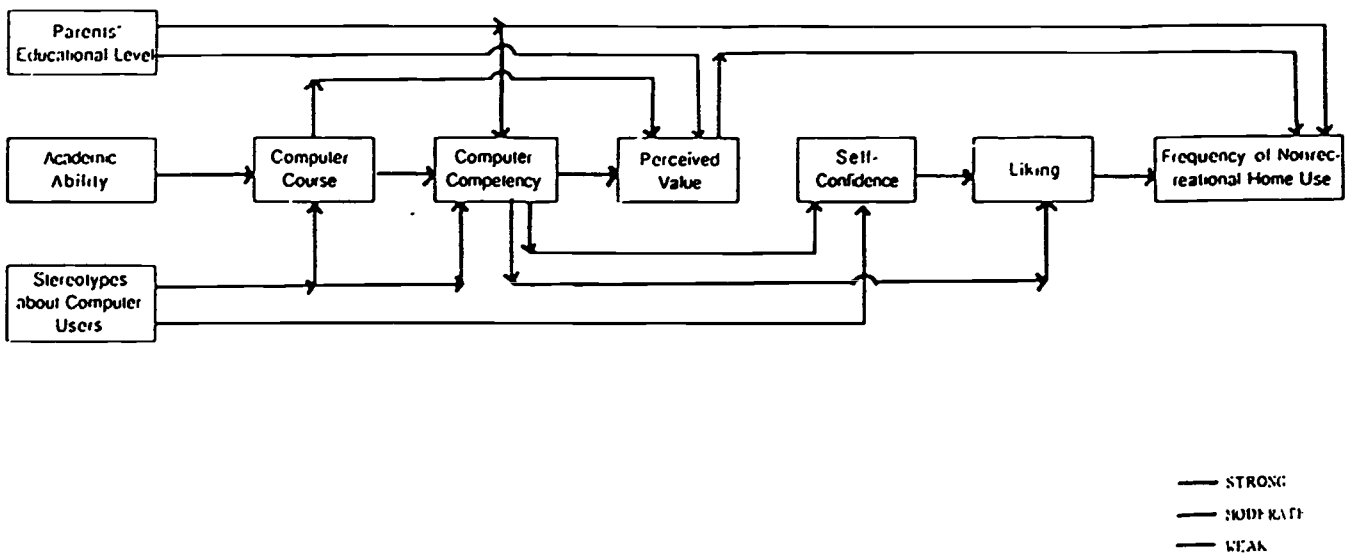 Parents'
Educational Level
Academic
Ability
Computer
Course
Computer
Competency
Perceived
Value
Self-
Confidence
Liking
Frequency of Nonrec-
reational Home Use
Stereotypes
about Computer
Users
STRONG
MODERATE
WEAK